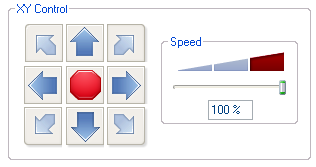 XY Control
Speed
100 %